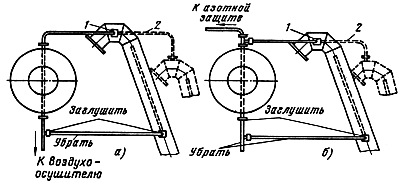 К азотной
защите
1
2
1
2
Заглушить
Заглушить
Убрать
Убрать
а)
б)
К воздухо-
осушителю